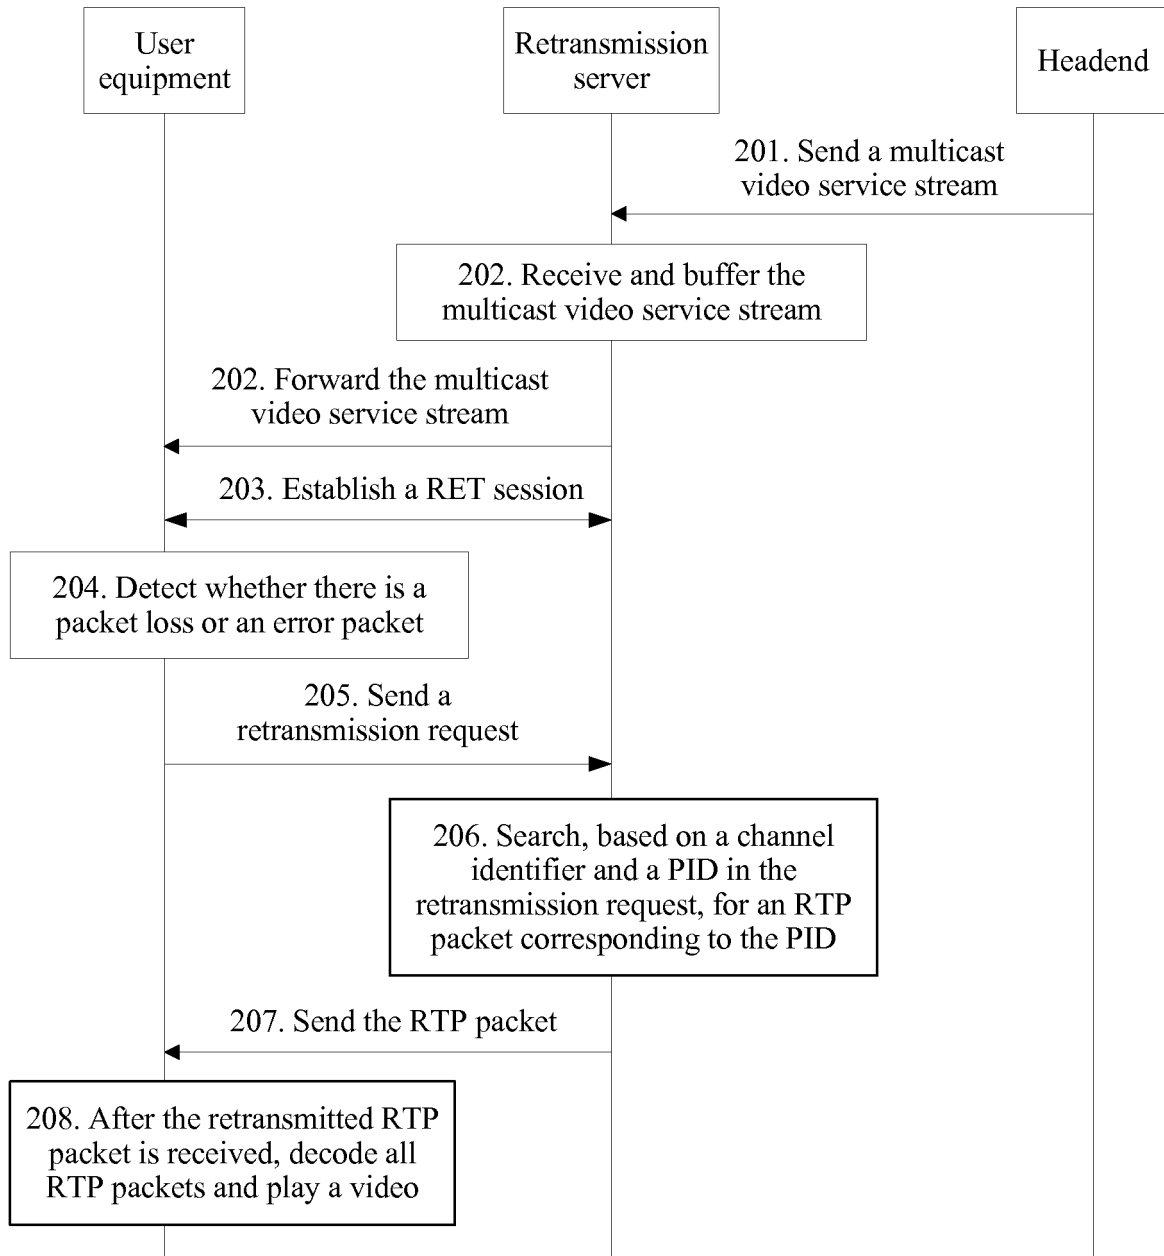 User
equipment
Retransmission
server
Headend
201. Send a multicast
video service stream
202. Receive and buffer the
multicast video service stream
202. Forward the multicast
video service stream
203. Establish a RET session
204. Detect whether there is a
packet loss or an error packet
205. Send a
retransmission request
206. Search, based on a channel
identifier and a PID in the
retransmission request, for an RTP
packet corresponding to the PID
207. Send the RTP packet
208. After the retransmitted RTP
packet is received, decode all
RTP packets and play a video